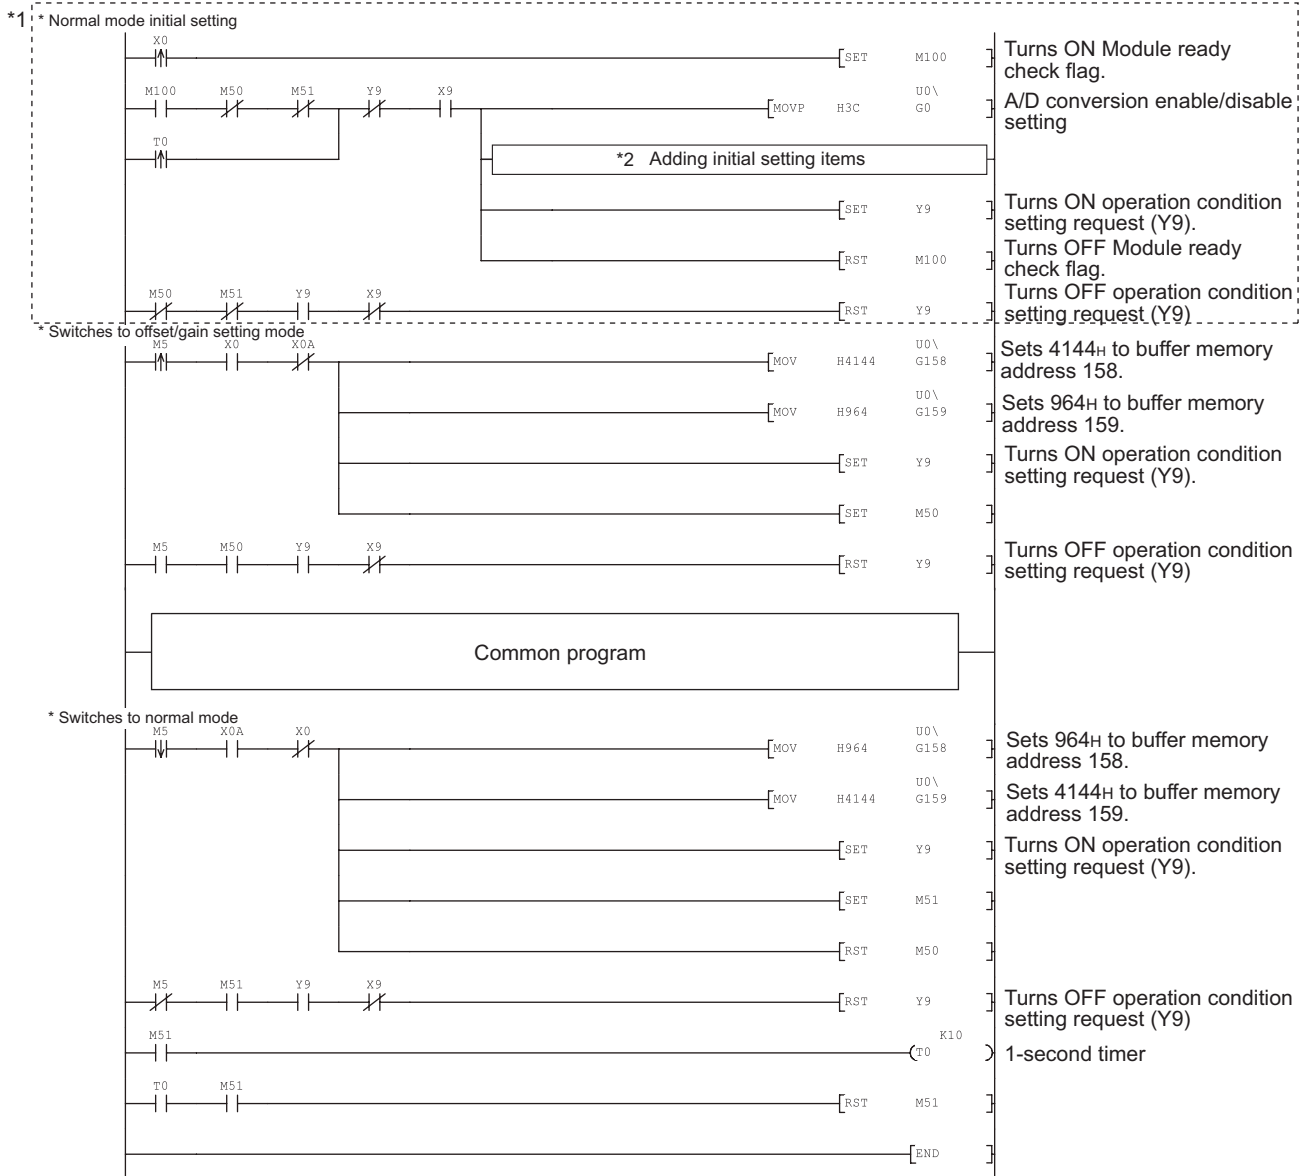 *1 * Normal mode initial setting
X0
[SET M100 ]
Turns ON Module ready
check flag.
M100 M50 M51 Y9 X9
U0\
[MOVP H3C G0 ]
A/D conversion enable/disable
setting
T0
*2 Adding initial setting items
[SET Y9 ]
Turns ON operation condition
setting request (Y9).
[RST M100 ]
Turns OFF Module ready
check flag.
M50 M51 Y9 X9
[RST Y9 ]
Turns OFF operation condition
setting request (Y9)
* Switches to offset/gain setting mode
M5 X0 X0A
U0\
[MOV H4144 G158 ]
Sets 4144H to buffer memory
address 158.
U0\
[MOV H964 G159 ]
Sets 964H to buffer memory
address 159.
[SET Y9 ]
Turns ON operation condition
setting request (Y9).
[SET M50 ]
M5 M50 Y9 X9
[RST Y9 ]
Turns OFF operation condition
setting request (Y9)
Common program
* Switches to normal mode
M5 X0A X0
U0\
[MOV H964 G158 ]
Sets 964H to buffer memory
address 158.
U0\
[MOV H4144 G159 ]
Sets 4144H to buffer memory
address 159.
[SET Y9 ]
Turns ON operation condition
setting request (Y9).
[SET M51 ]
[RST M50 ]
M5 M51 Y9 X9
[RST Y9 ]
Turns OFF operation condition
setting request (Y9)
M51
K10
(T0 )
1-second timer
T0 M51
[RST M51 ]
[END ]